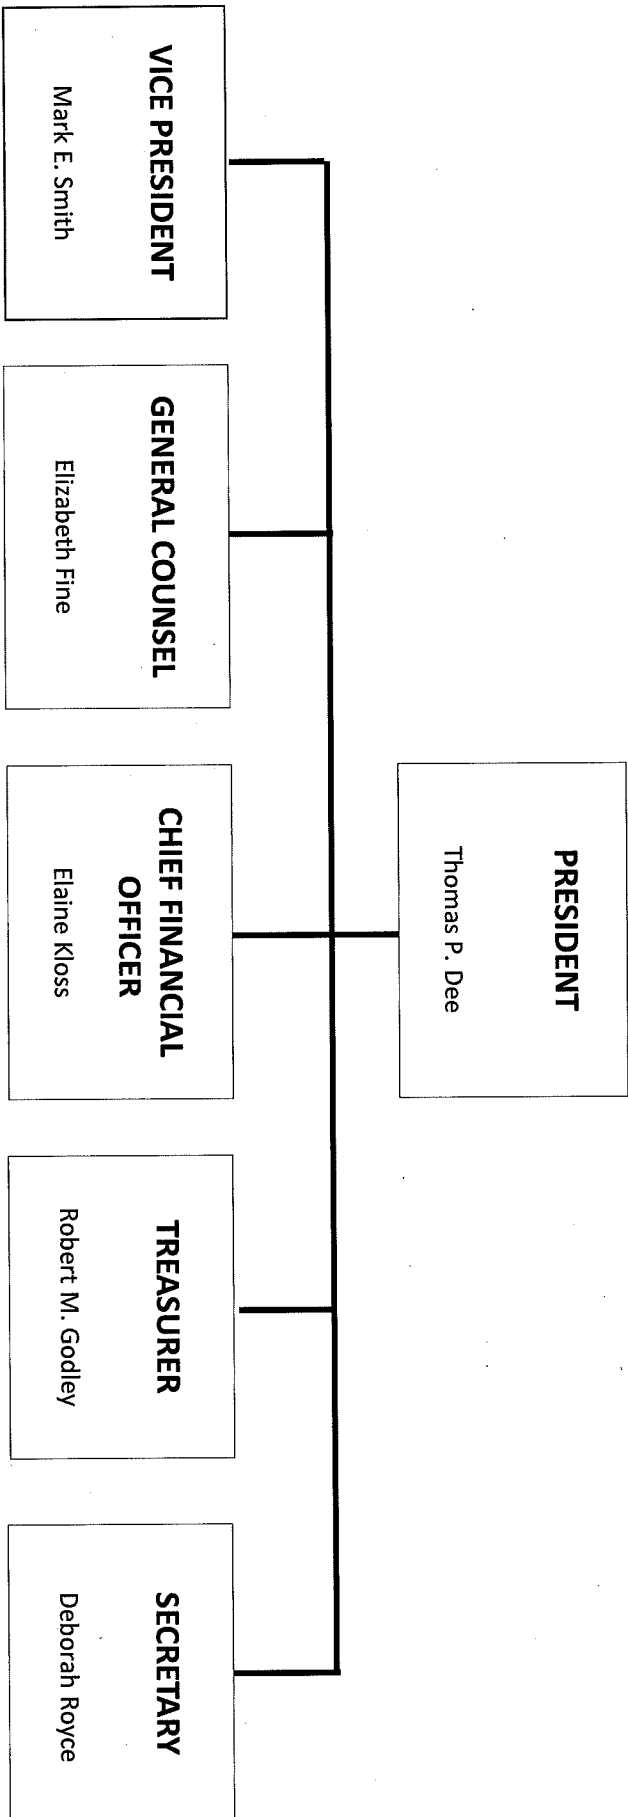 PRESIDENT
Thomas P. Dee
VICE PRESIDENT
Mark E. Smith
GENERAL COUNSEL
Elizabeth Fine
CHIEF FINANCIAL
OFFICER
Elaine Kloss
TREASURER
Robert M. Godley
SECRETARY
Deborah Royce